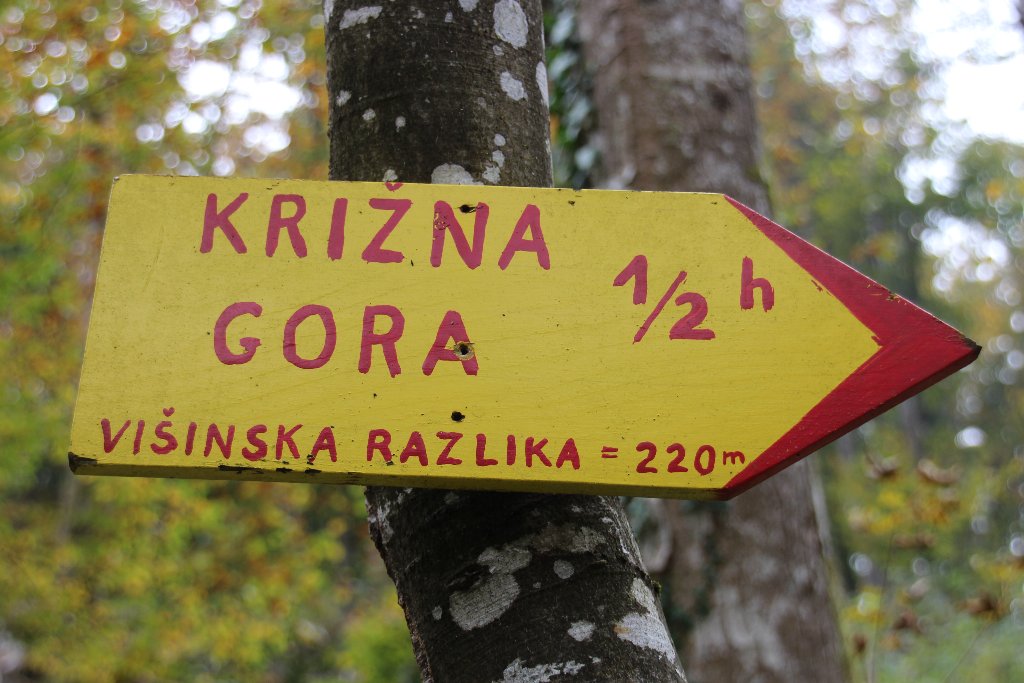 KRIŽNA
GORA
1/2 h
VIŠINSKA RAZLIKA = 220m